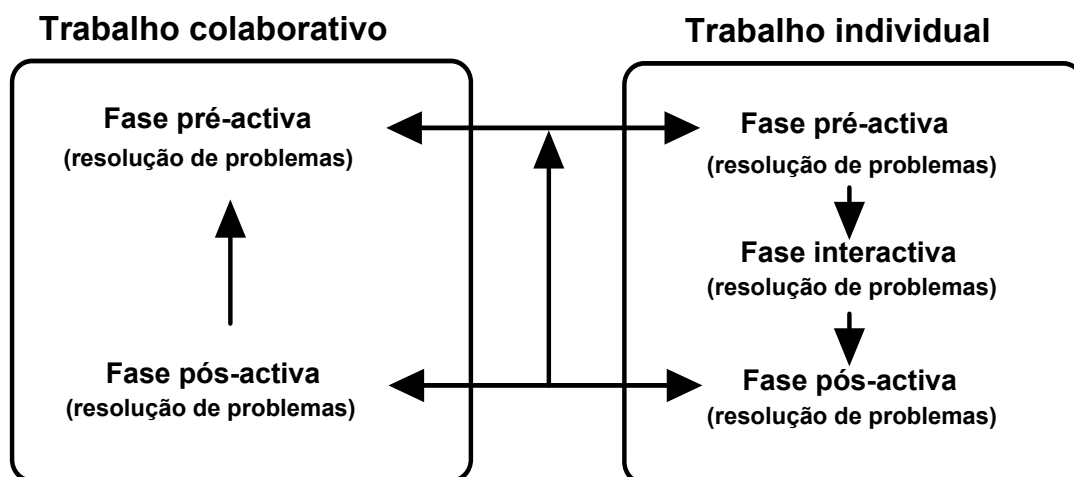 Trabalho colaborativo
Fase pré-activa
(resolução de problemas)
Fase pós-activa
(resolução de problemas)
Trabalho individual
Fase pré-activa
(resolução de problemas)
Fase interactiva
(resolução de problemas)
Fase pós-activa
(resolução de problemas)